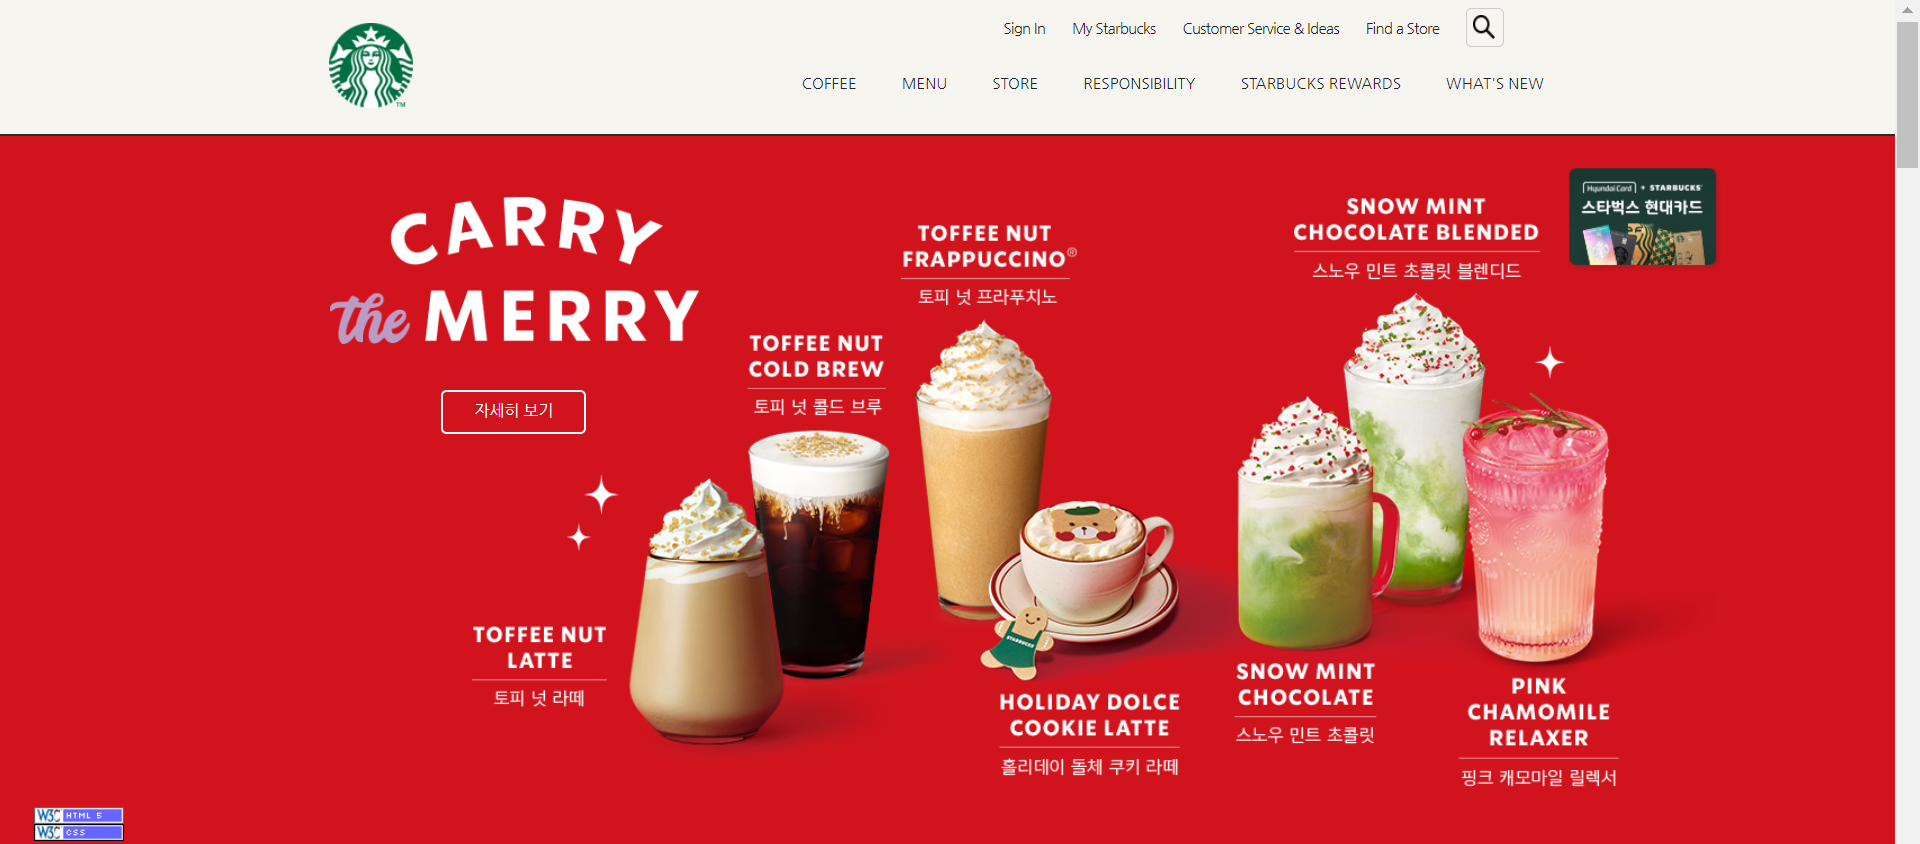 Sign In
My Starbucks
Customer Service & Ideas
Find a Store
COFFEE
MENU
STORE
RESPONSIBILITY
STARBUCKS REWARDS
WHAT'S NEW
CARRY
the MERRY
자세히 보기
TOFFEE NUT
LATTE
토피 넛 라떼
TOFFEE NUT
COLD BREW
토피 넛 콜드 브루
TOFFEE NUT
FRAPPUCCINO®
토피 넛 프라푸치노
STARBUCKS
HOLIDAY DOLCE
COOKIE LATTE
홀리데이 돌체 쿠키 라떼
SNOW MINT
CHOCOLATE
스노우 민트 초콜릿
SNOW MINT
CHOCOLATE BLENDED
스노우 민트 초콜릿 블렌디드
PINK
CHAMOMILE
RELAXER
핑크 캐모마일 릴렉서
Hyundai Card + STARBUCKS
스타벅스 현대카드
W3C HTML 5
W3C CSS
TM